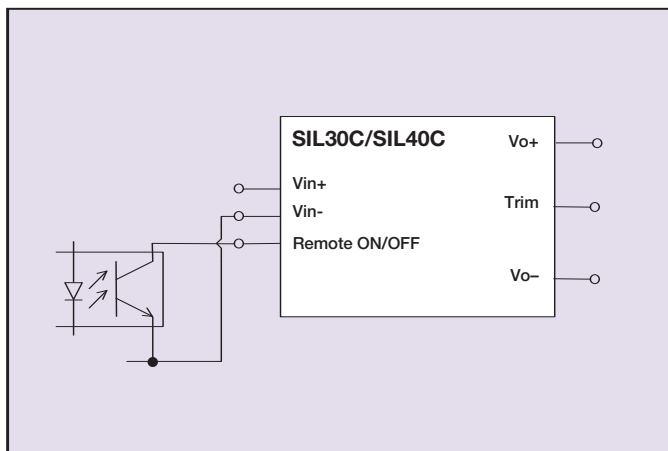 SIL30C/SIL40C
Vo+
Vin+
Vin-
Trim
Remote ON/OFF
Vo–